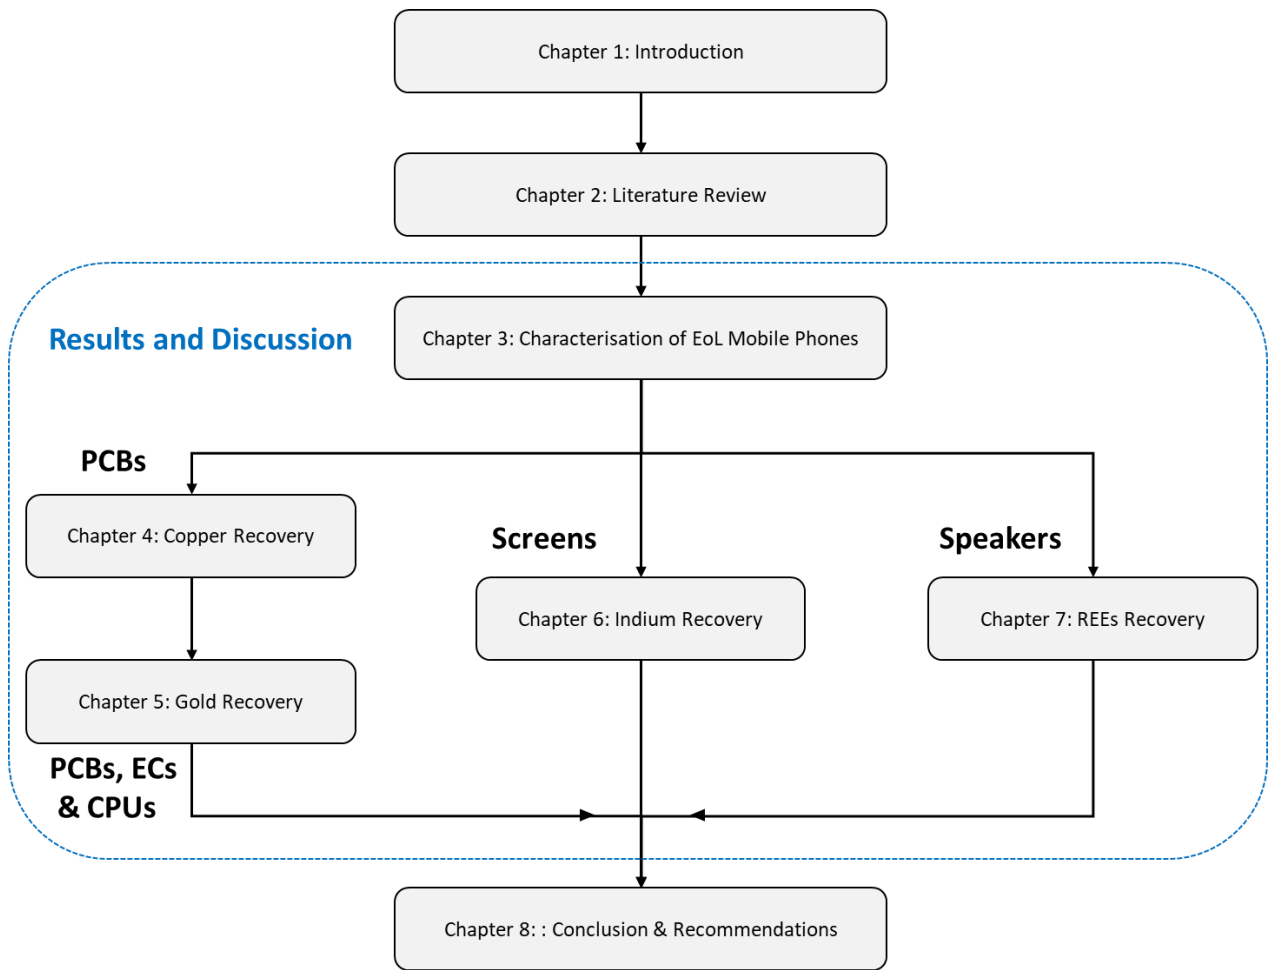 Chapter 1: Introduction
Chapter 2: Literature Review
Results and Discussion
Chapter 3: Characterisation of EoL Mobile Phones
PCBs
Chapter 4: Copper Recovery
Screens
Speakers
Chapter 6: Indium Recovery
Chapter 7: REEs Recovery
Chapter 5: Gold Recovery
PCBs, ECs
& CPUs
Chapter 8: : Conclusion & Recommendations